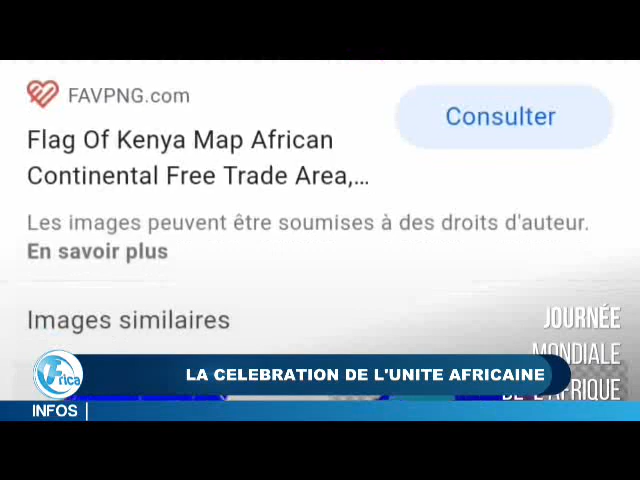 FAVPNG.com
Consulter
Flag Of Kenya Map African
Continental Free Trade Area,...
Les images peuvent être soumises à des droits d'auteur.
En savoir plus
Images similaires
JOURNÉE
MONDIALE
DE L'AFRIQUE
frica
LA CELEBRATION DE L'UNITE AFRICAINE
INFOS